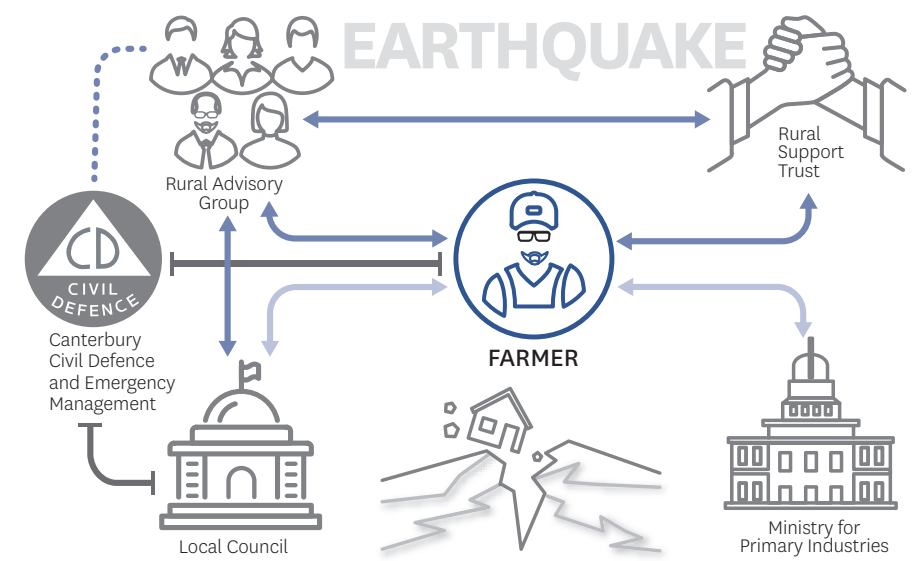 EARTHQUAKE
Rural Advisory
Group
Rural
Support
Trust
CD
CIVIL
DEFENCE
Canterbury
Civil Defence
and Emergency
Management
FARMER
Local Council
Ministry for
Primary Industries